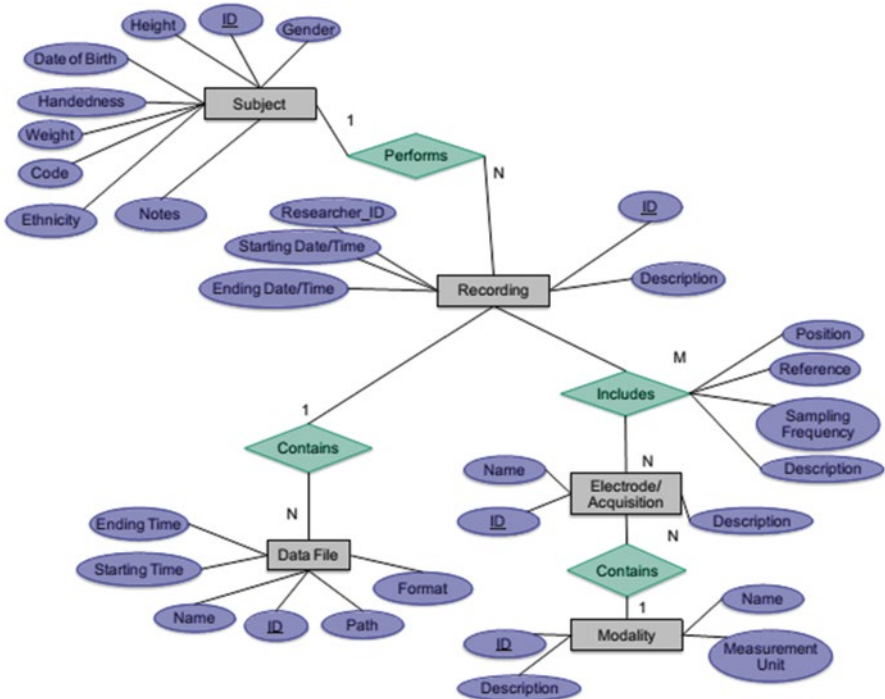 Height
ID
Gender
Date of Birth
Subject
Handedness
1
Weight
Performs
Code
N
Ethnicity
Notes
Researcher_ID
ID
Starting Date/Time
Description
Ending Date/Time
Recording
Position
M
Reference
Includes
1
Sampling
Frequency
Contains
Name
N
Description
Electrode/
Acquisition
N
ID
Description
Ending Time
N
Data File
Starting Time
Contains
Format
Name
Name
ID
Path
1
ID
Modality
Measurement
Unit
Description